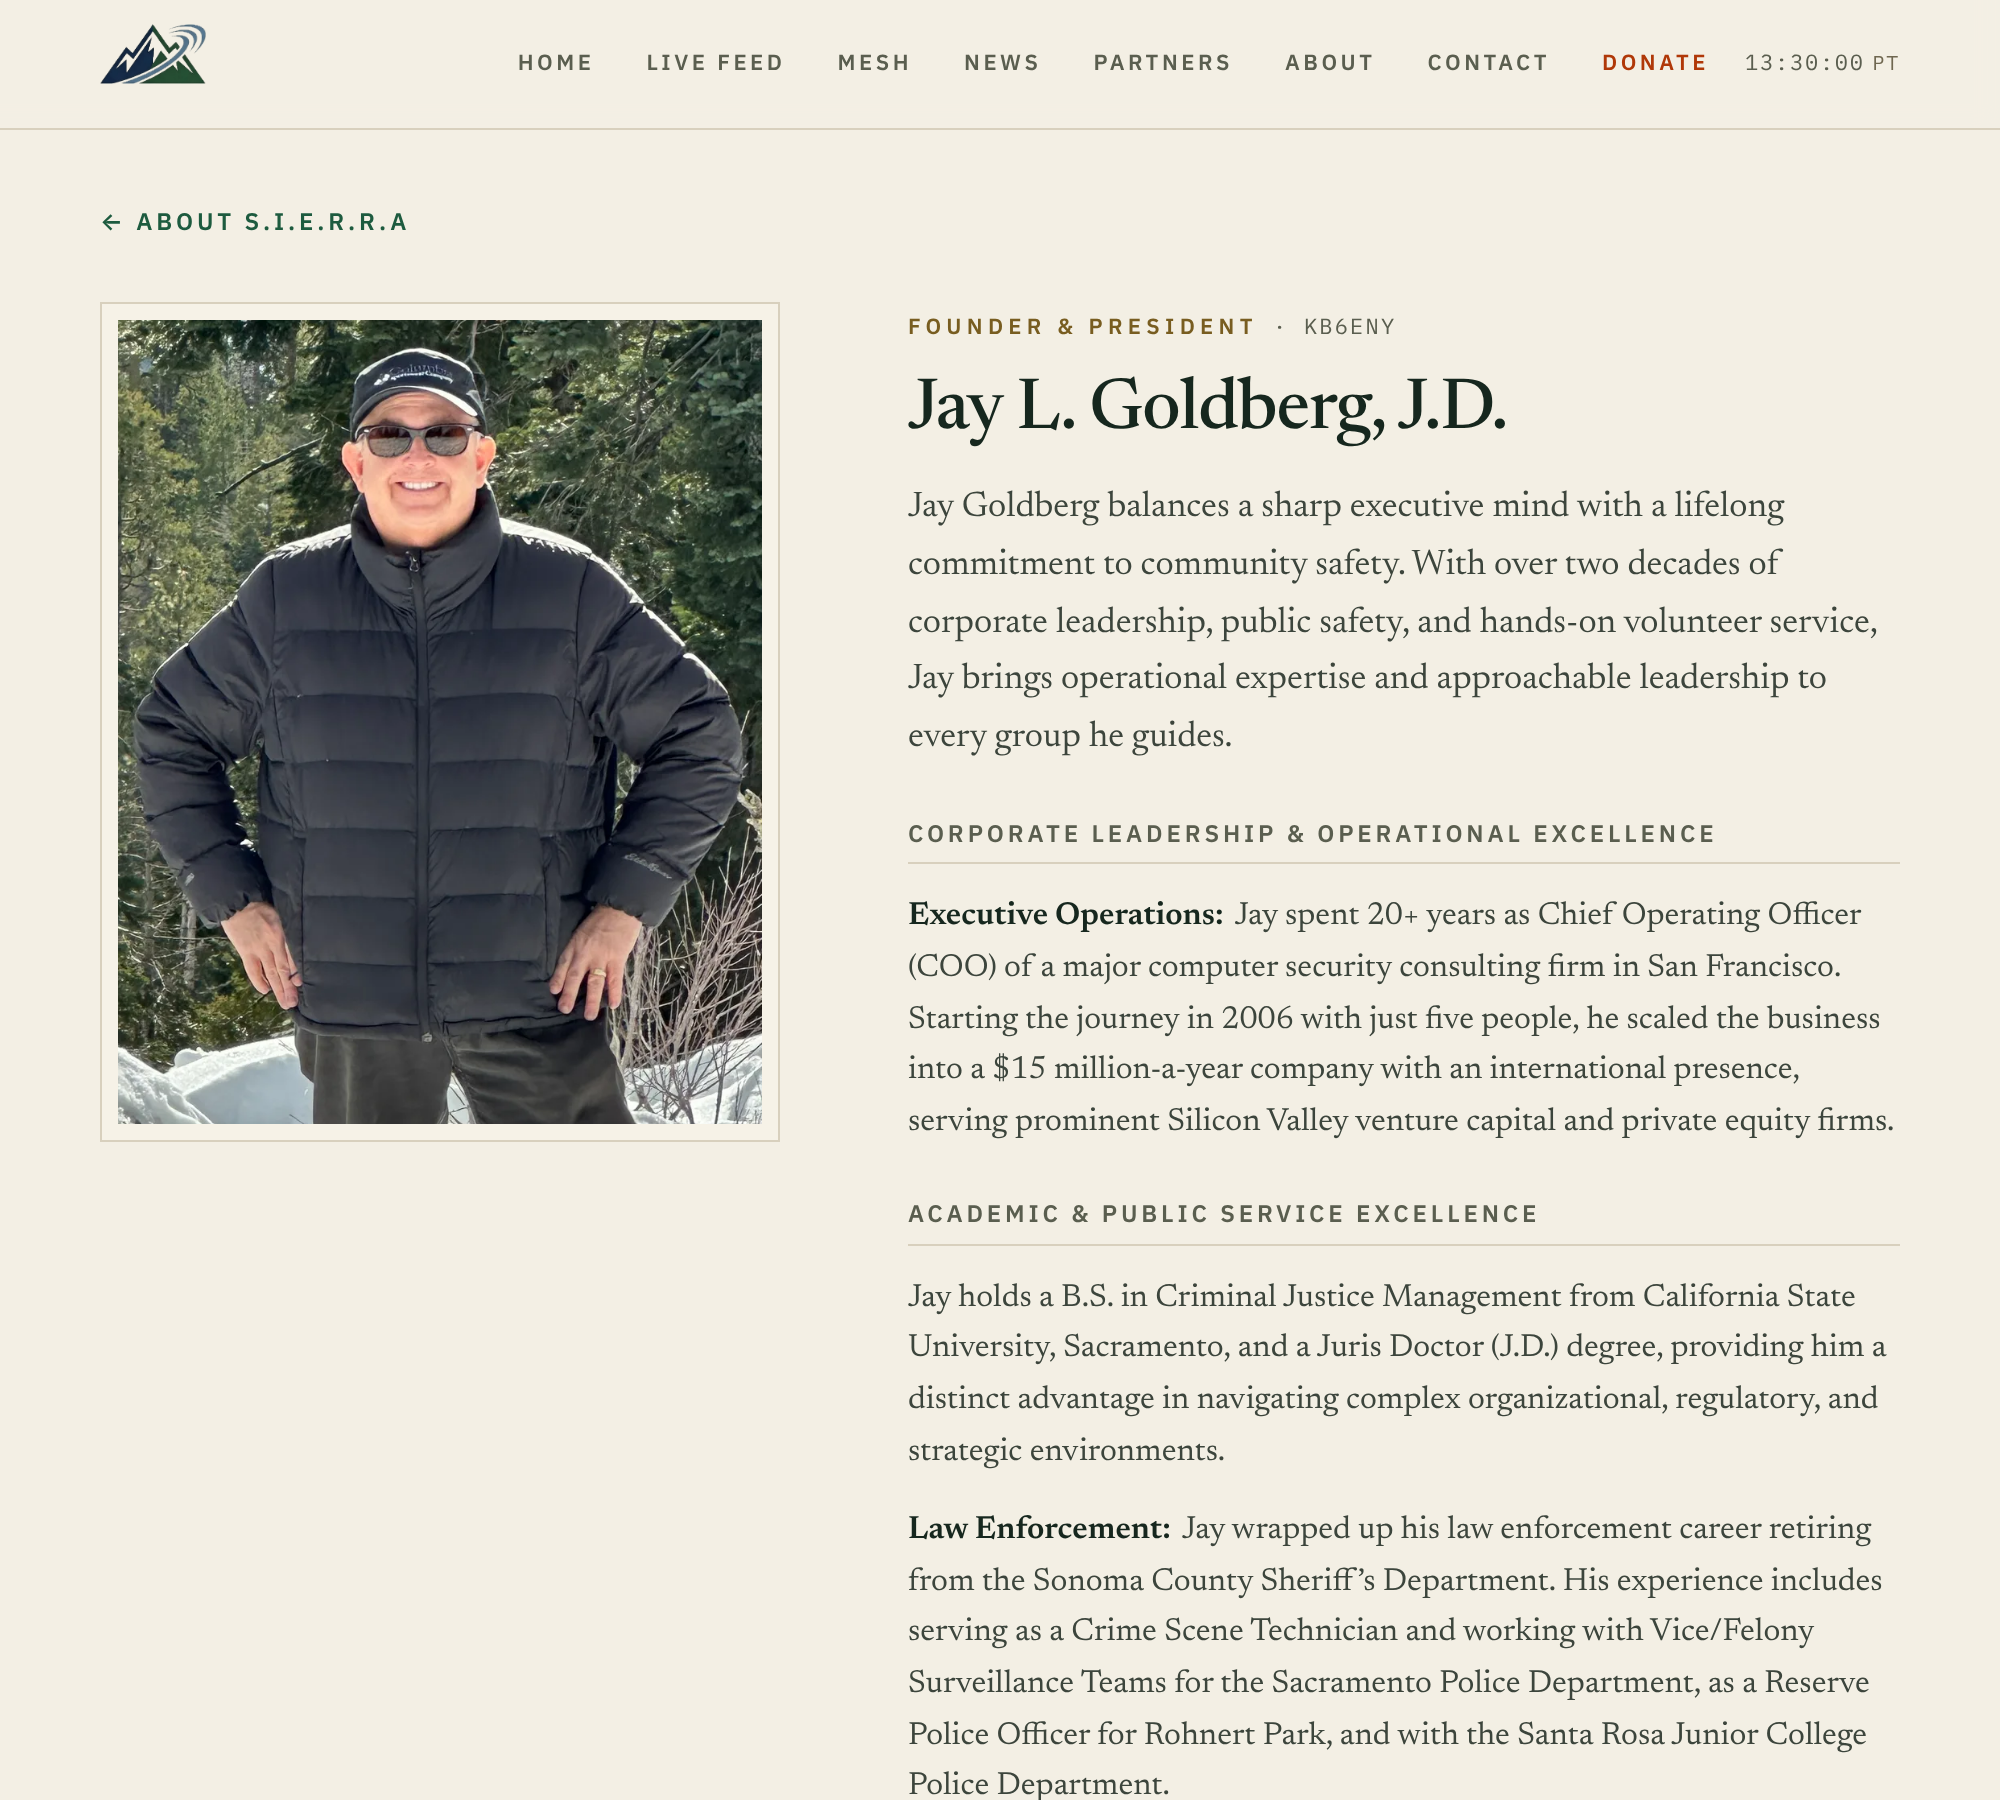 HOME LIVE FEED MESH NEWS PARTNERS ABOUT CONTACT DONATE 13:30:00 PT
← ABOUT S.I.E.R.R.A
Columbia
Sportswear Company
FOUNDER & PRESIDENT · KB6ENY
Jay L. Goldberg, J.D.
Jay Goldberg balances a sharp executive mind with a lifelong
commitment to community safety. With over two decades of
corporate leadership, public safety, and hands-on volunteer service,
Jay brings operational expertise and approachable leadership to
every group he guides.
CORPORATE LEADERSHIP & OPERATIONAL EXCELLENCE
Executive Operations: Jay spent 20+ years as Chief Operating Officer
(COO) of a major computer security consulting firm in San Francisco.
Starting the journey in 2006 with just five people, he scaled the business
into a $15 million-a-year company with an international presence,
serving prominent Silicon Valley venture capital and private equity firms.
ACADEMIC & PUBLIC SERVICE EXCELLENCE
Jay holds a B.S. in Criminal Justice Management from California State
University, Sacramento, and a Juris Doctor (J.D.) degree, providing him a
distinct advantage in navigating complex organizational, regulatory, and
strategic environments.
Law Enforcement: Jay wrapped up his law enforcement career retiring
from the Sonoma County Sheriff’s Department. His experience includes
serving as a Crime Scene Technician and working with Vice/Felony
Surveillance Teams for the Sacramento Police Department, as a Reserve
Police Officer for Rohnert Park, and with the Santa Rosa Junior College
Police Department.